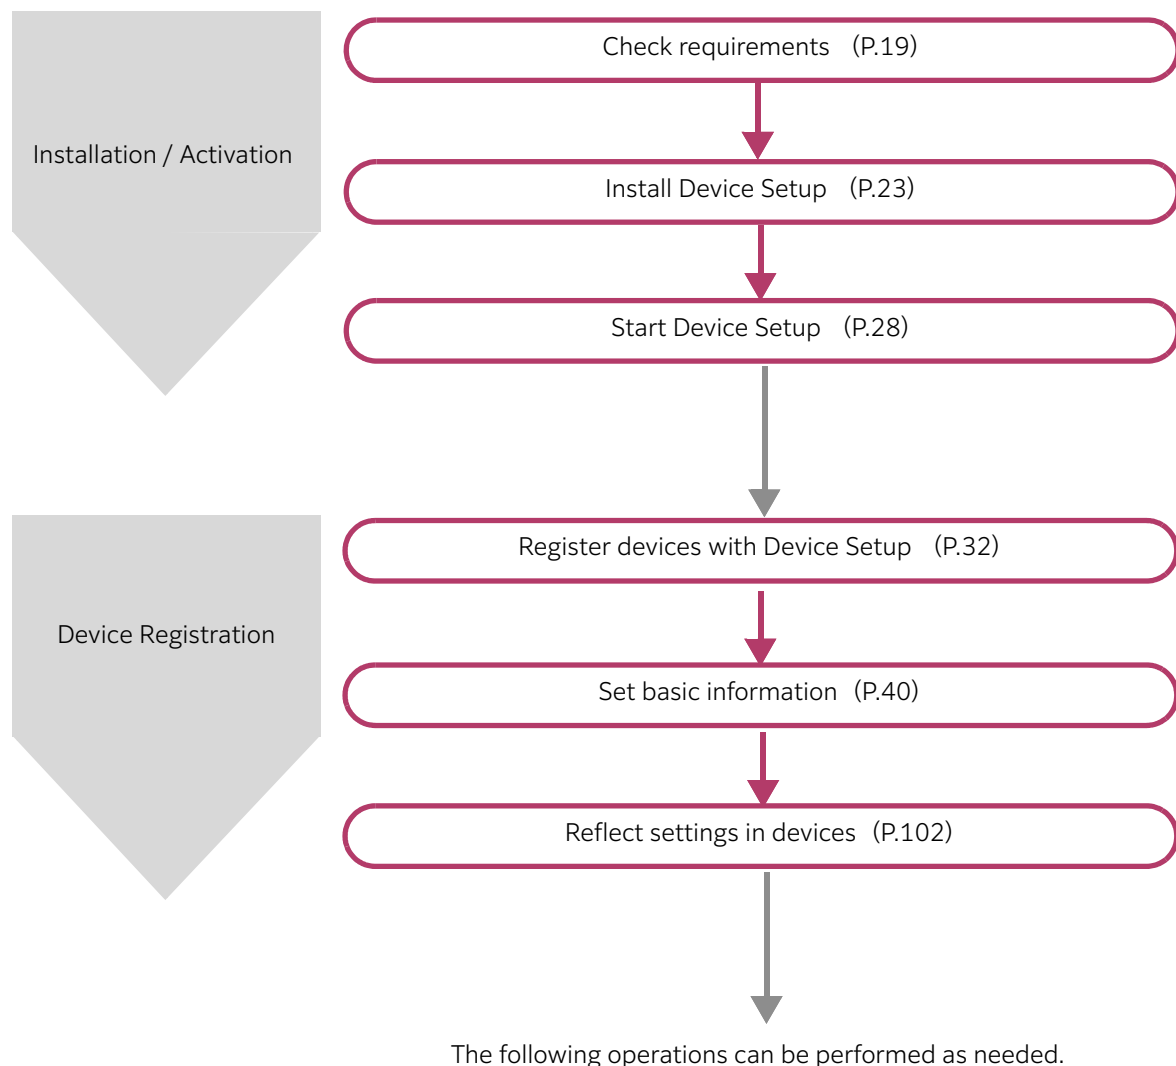 Check requirements (P.19)
Installation / Activation
Install Device Setup (P.23)
Start Device Setup (P.28)
Register devices with Device Setup (P.32)
Device Registration
Set basic information (P.40)
Reflect settings in devices (P.102)
The following operations can be performed as needed.